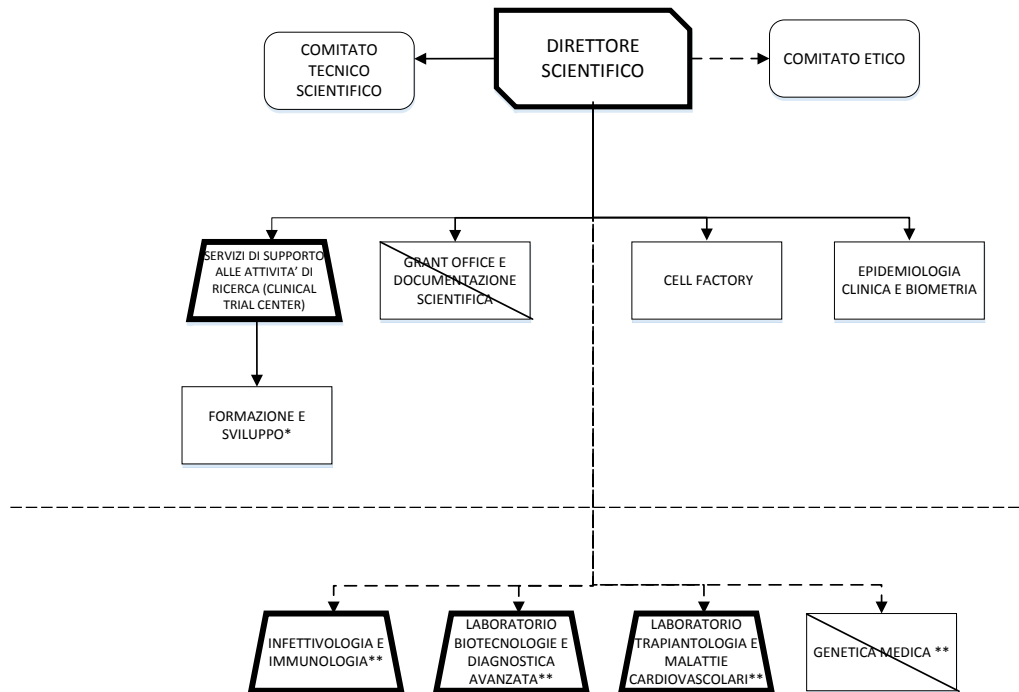 COMITATO
TECNICO
SCIENTIFICO
DIRETTORE
SCIENTIFICO
COMITATO ETICO
SERVIZI DI SUPPORTO
ALLE ATTIVITA' DI
RICERCA (CLINICAL
TRIAL CENTER)
GRANT OFFICE E
DOCUMENTAZIONE
SCIENTIFICA
CELL FACTORY
EPIDEMIOLOGIA
CLINICA E BIOMETRIA
FORMAZIONE E
SVILUPPO*
INFETTIVOLOGIA E
IMMUNOLOGIA**
LABORATORIO
BIOTECNOLOGIE E
DIAGNOSTICA
AVANZATA**
LABORATORIO
TRAPIANTOLOGIA E
MALATTIE
CARDIOVASCOLARI**
GENETICA MEDICA **